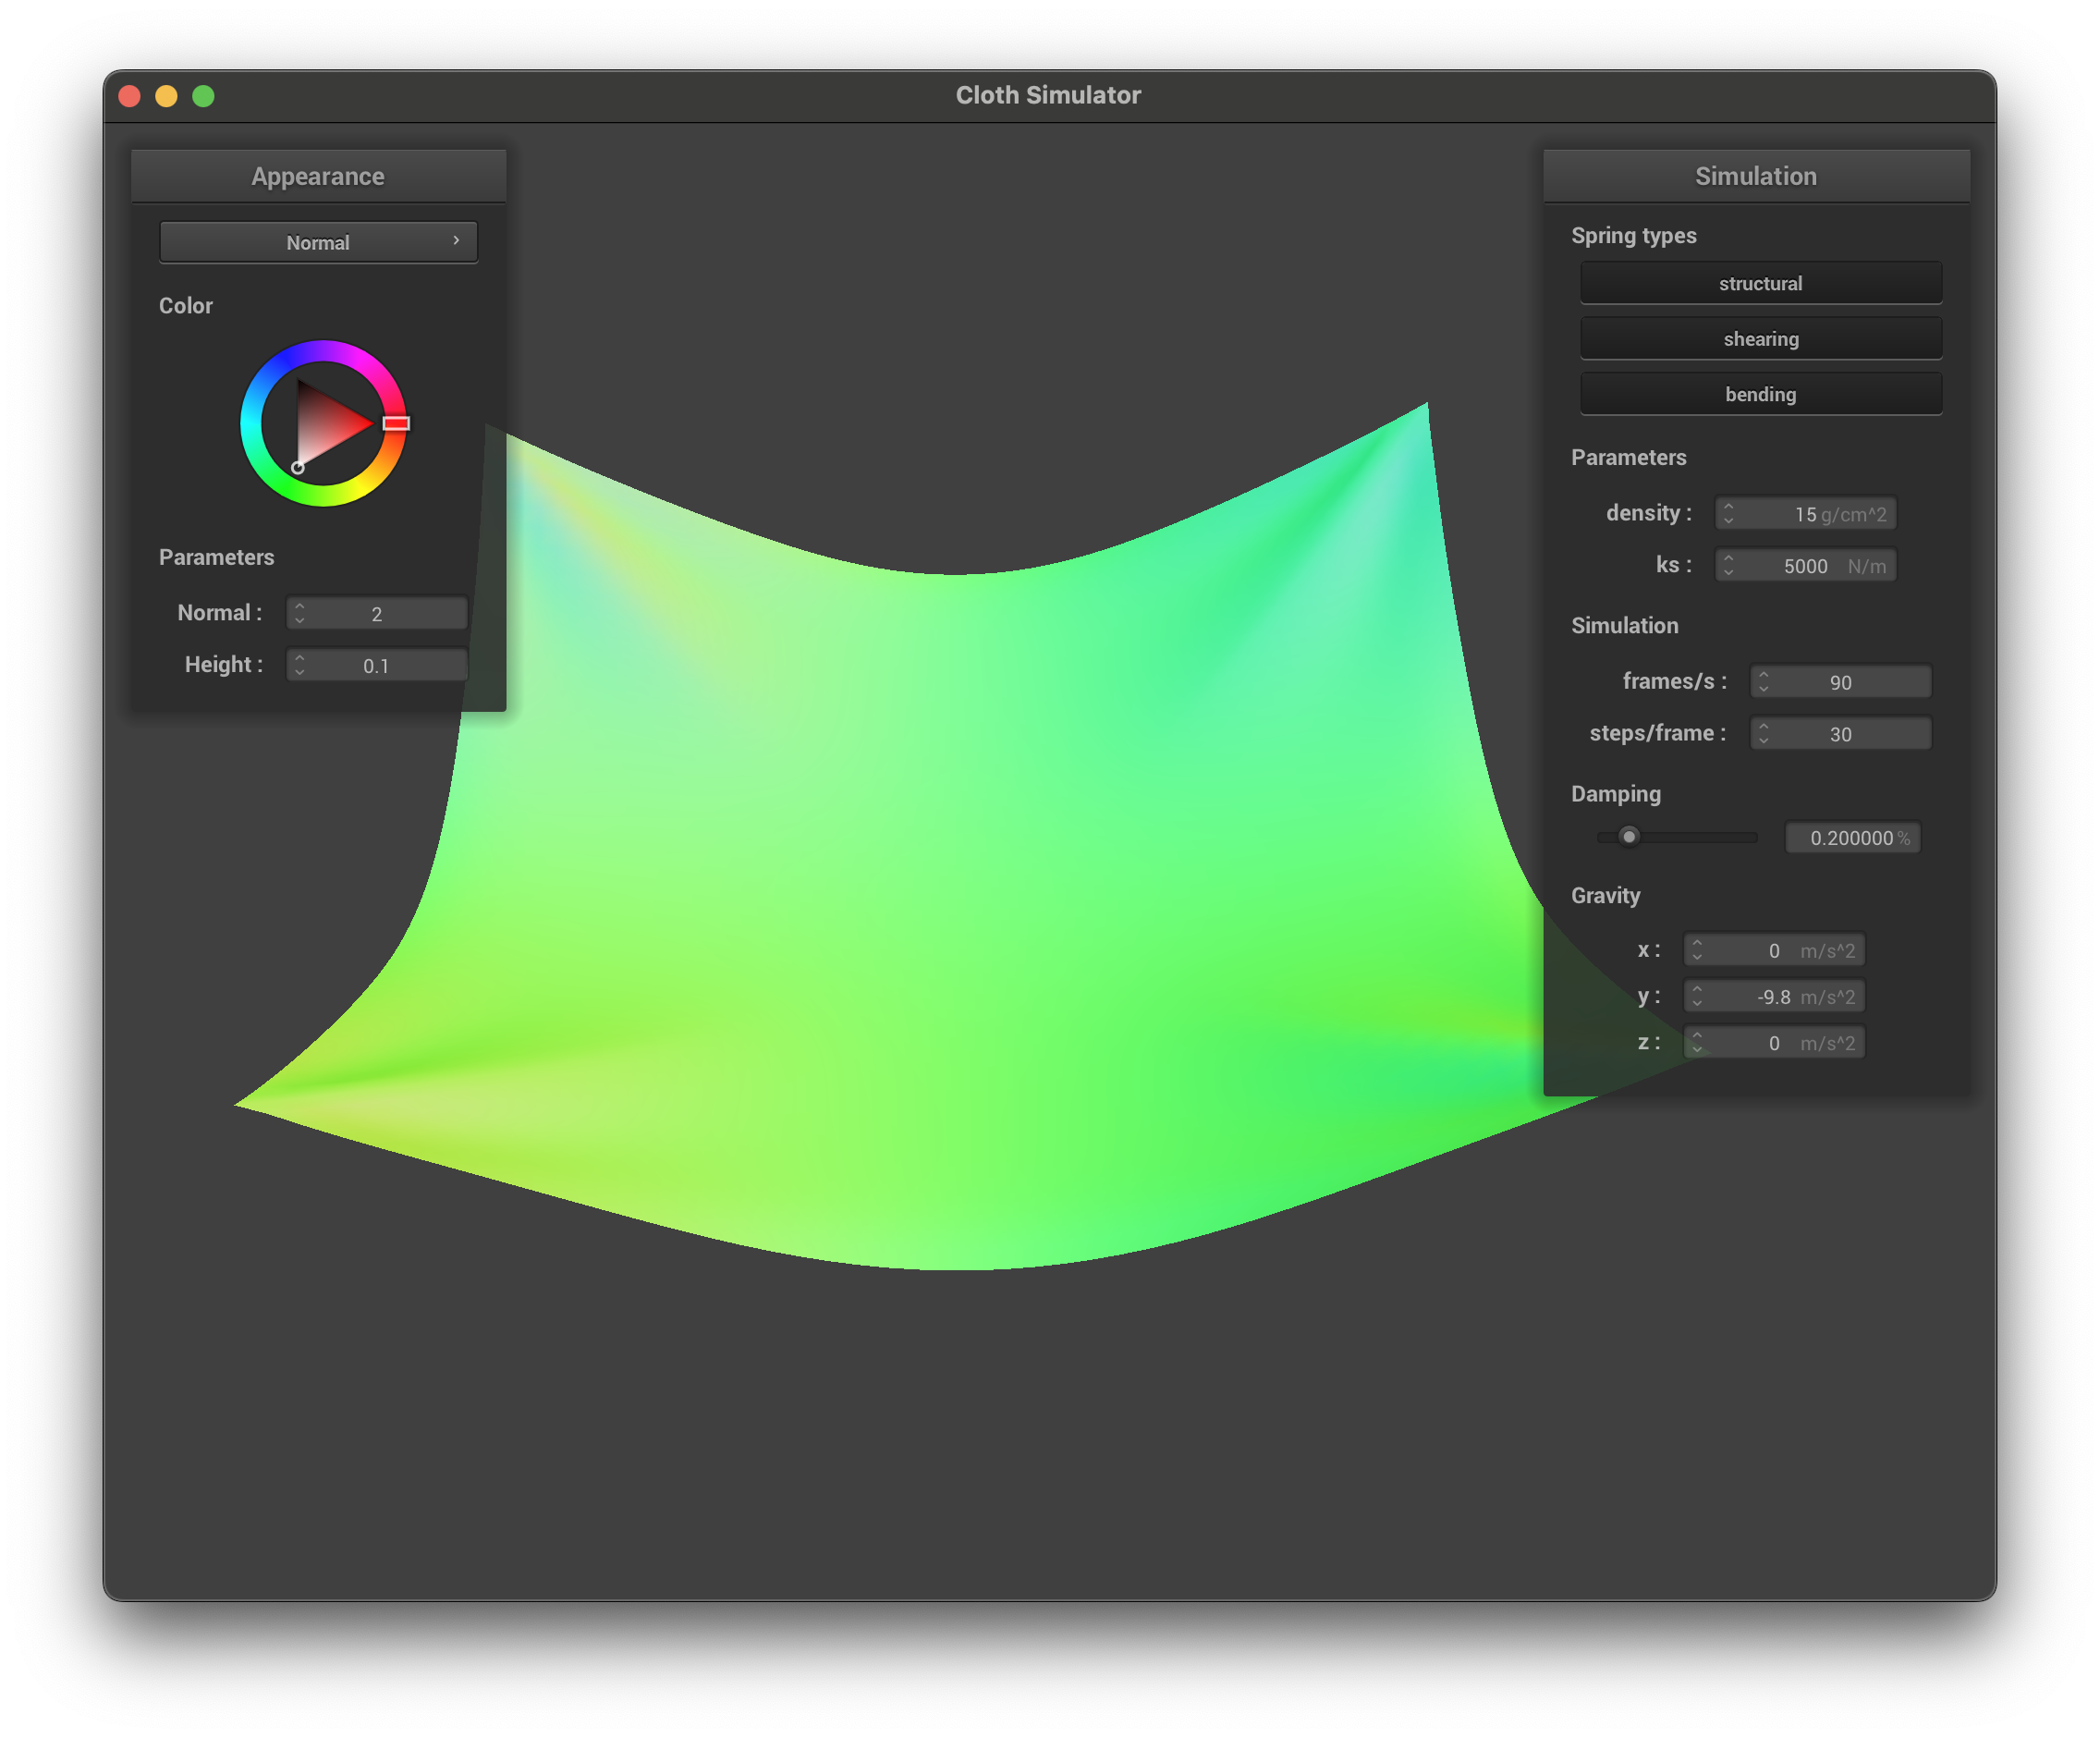 Cloth Simulator
Appearance
Normal
Color
Parameters
Normal : 2
Height : 0.1
Simulation
Spring types
structural
shearing
bending
Parameters
density : 15 g/cm^2
ks : 5000 N/m
Simulation
frames/s : 90
steps/frame : 30
Damping
0.200000 %
Gravity
x : 0 m/s^2
y : -9.8 m/s^2
z : 0 m/s^2